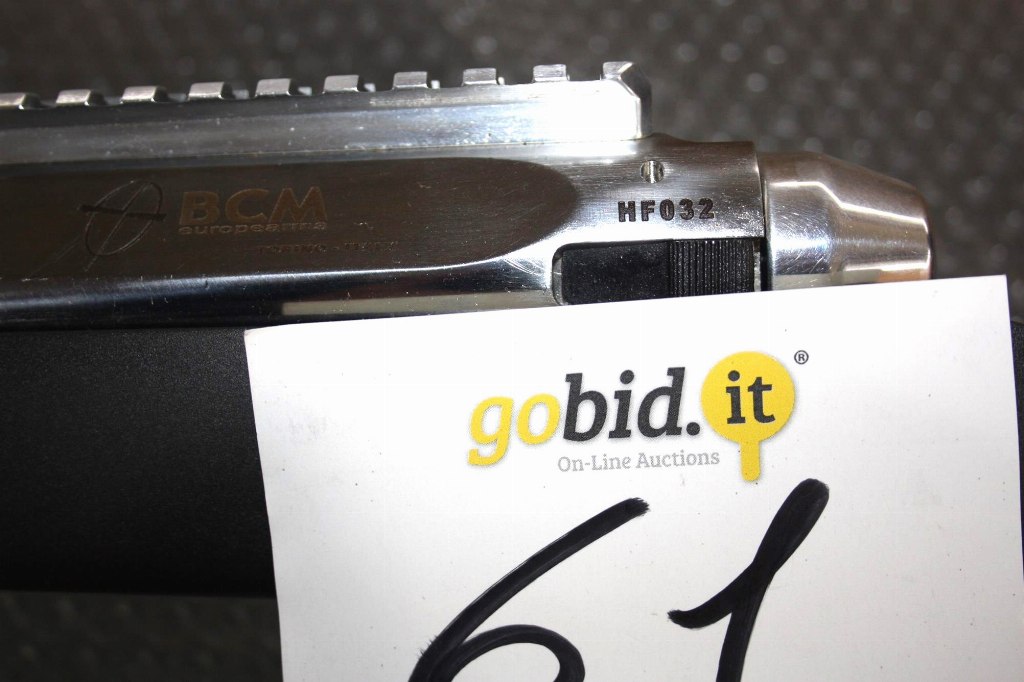 BCM
europearms
HF032
gobid.it®
On-Line Auctions
61